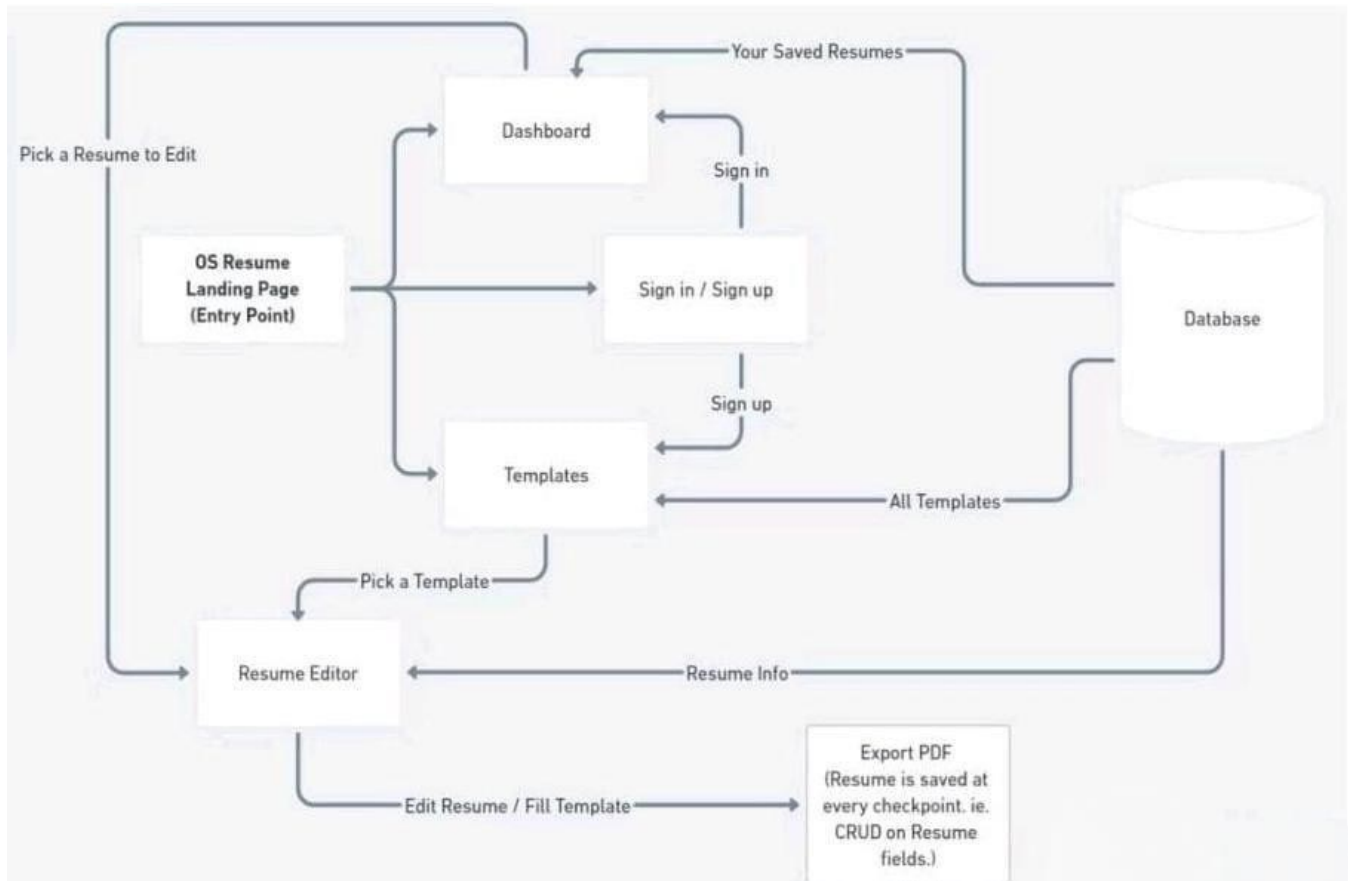 Your Saved Resumes
Dashboard
Pick a Resume to Edit
Sign in
OS Resume
Landing Page
(Entry Point)
Sign in / Sign up
Database
Sign up
Templates
All Templates
Pick a Template
Resume Editor
Resume Info
Export PDF
(Resume is saved at
every checkpoint. ie.
CRUD on Resume
fields.)
Edit Resume / Fill Template